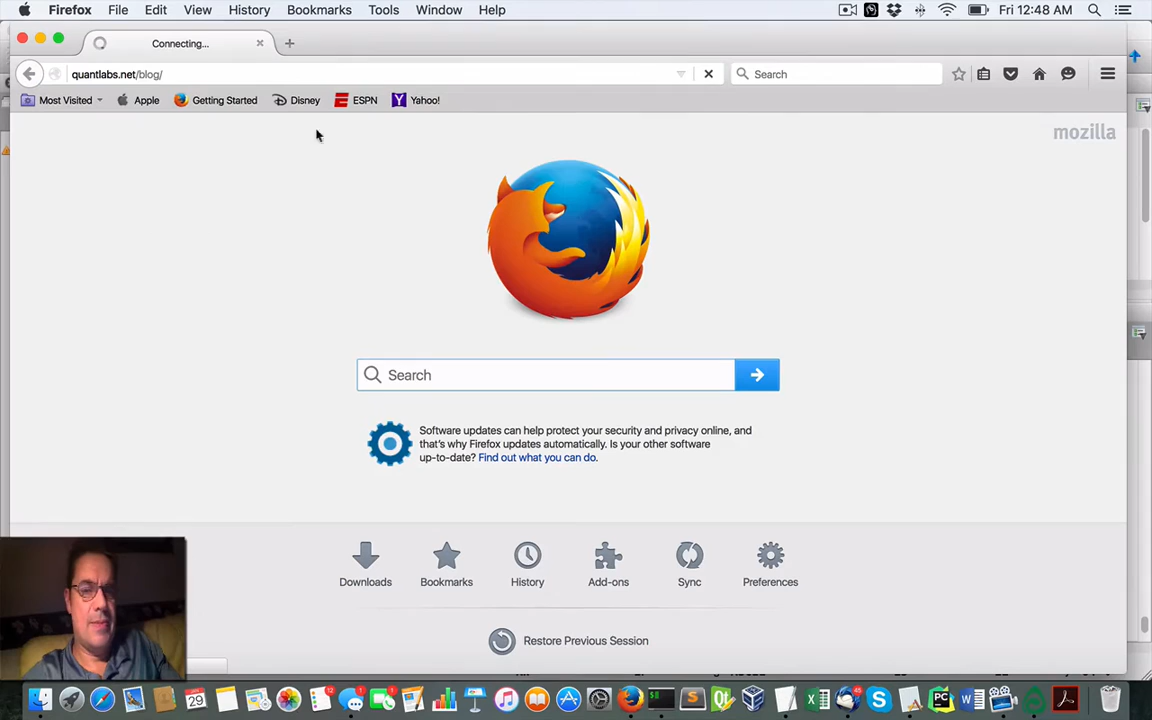 Firefox File Edit View History Bookmarks Tools Window Help Fri 12:48 AM
Connecting...
quantlabs.net/blog/ Search
Most Visited Apple Getting Started Disney ESPN Yahoo!
mozilla
Search
Software updates can help protect your security and privacy online, and
that's why Firefox updates automatically. Is your other software
up-to-date? Find out what you can do.
Downloads Bookmarks History Add-ons Sync Preferences
Restore Previous Session